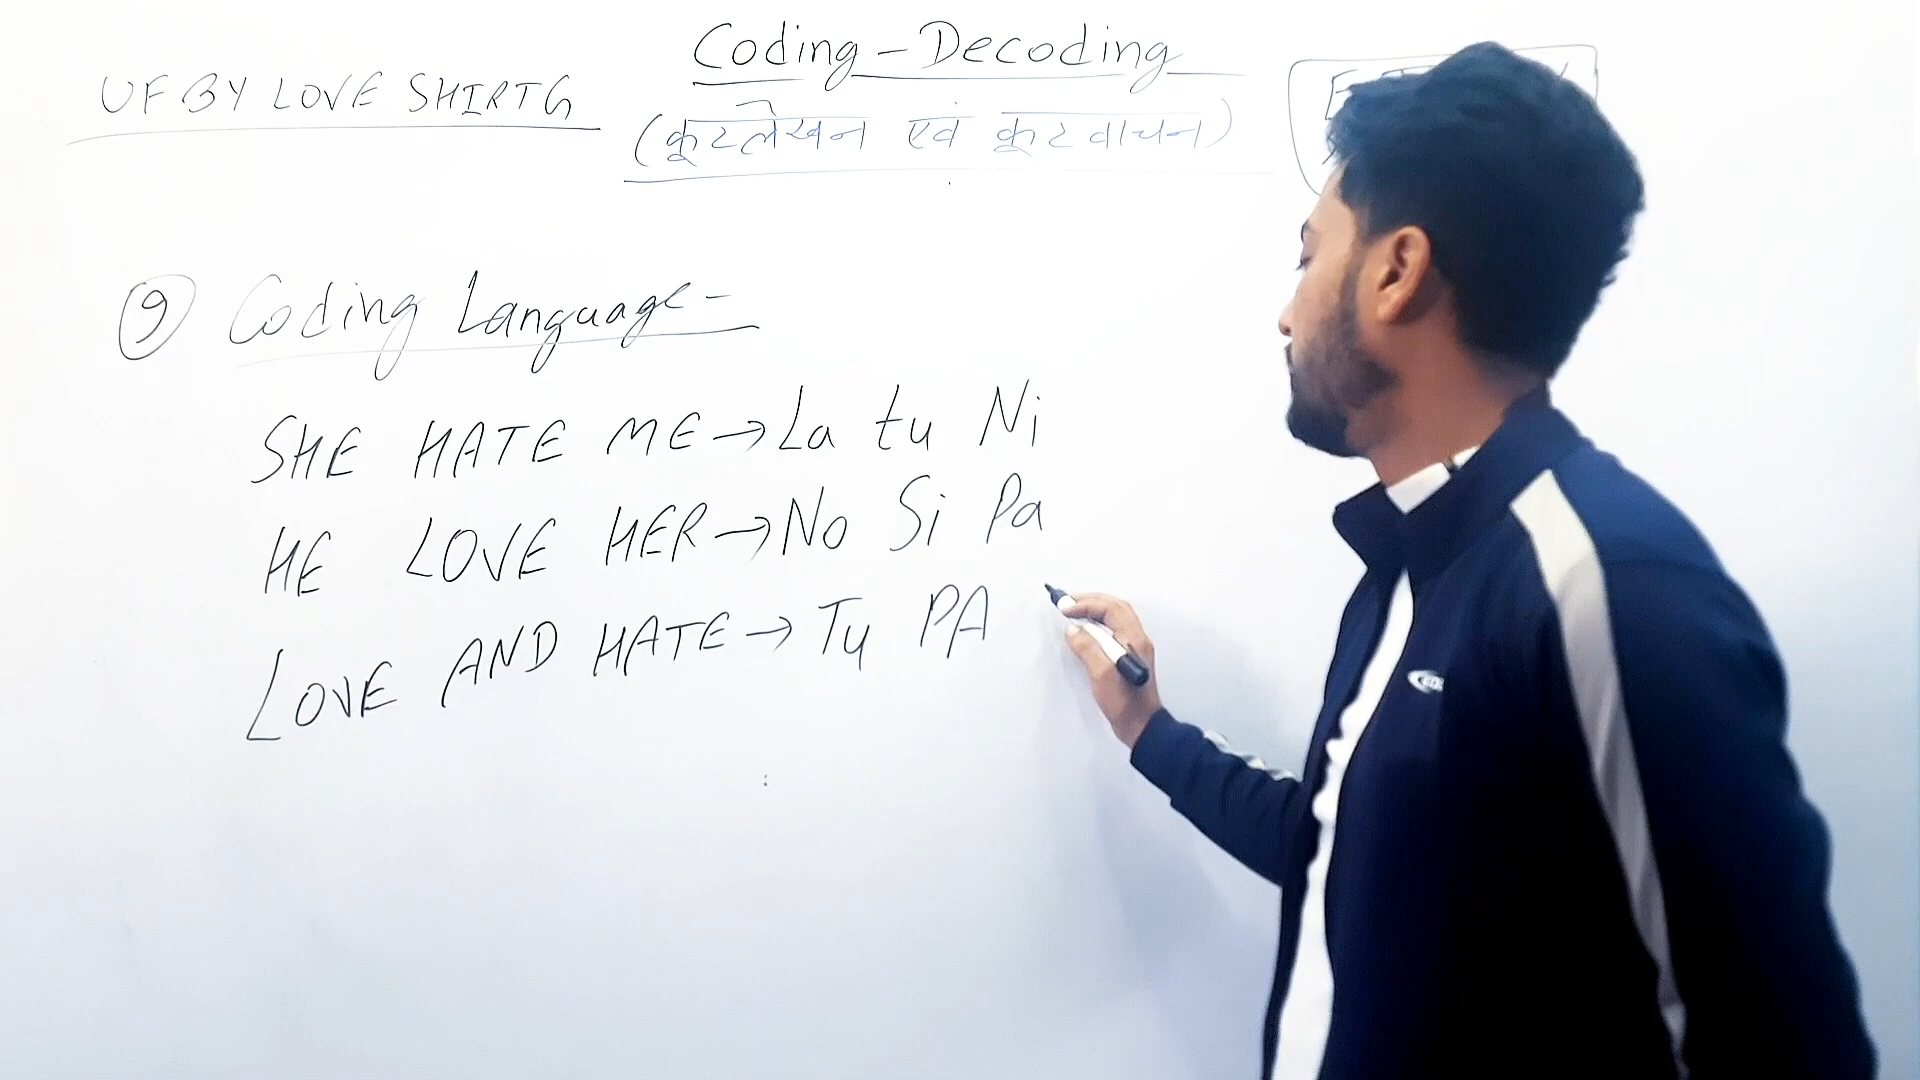 Coding - Decoding
UF BY LOVE SHIRTG
(कूटलेखन एवं कूटवाचन)
9 Coding Language -
SHE HATE ME → La tu Ni
HE LOVE HER → No Si Pa
LOVE AND HATE → Tu PA